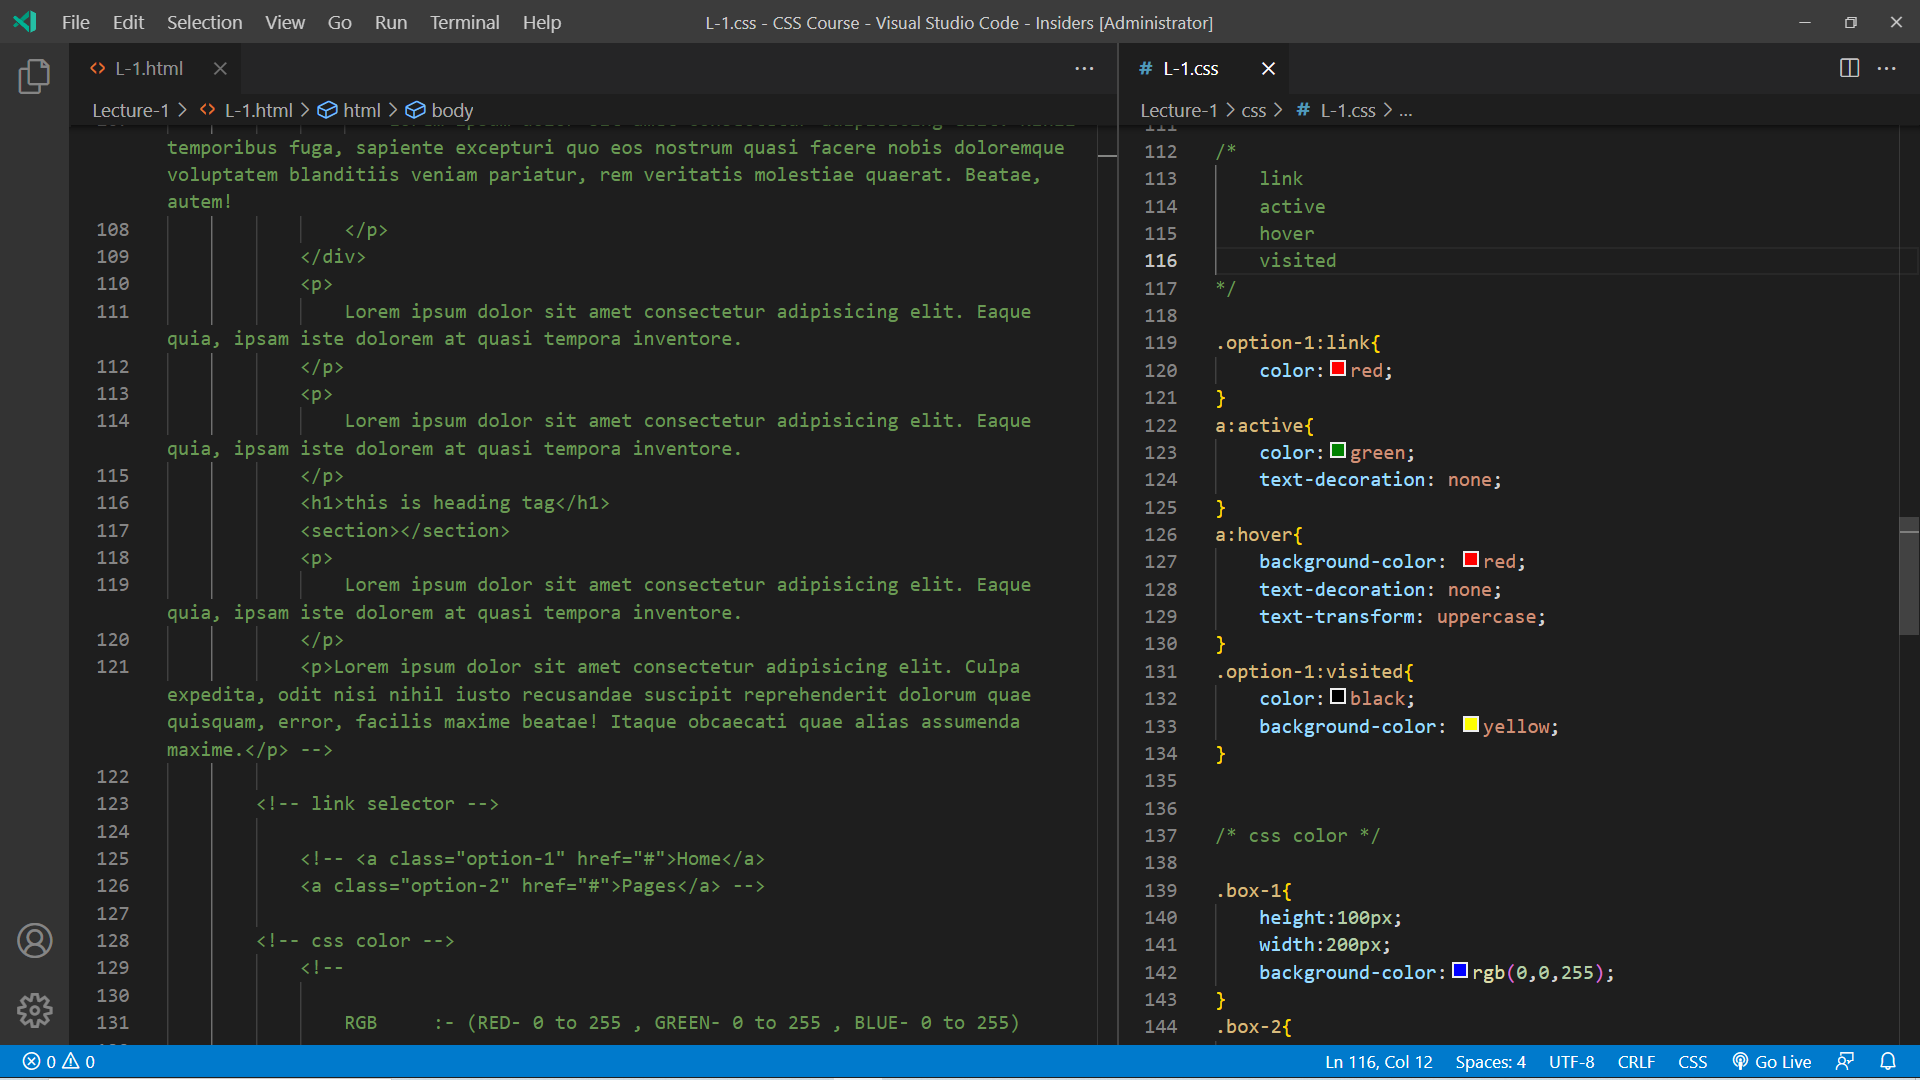 File Edit Selection View Go Run Terminal Help
L-1.css - CSS Course - Visual Studio Code - Insiders [Administrator]
L-1.html
Lecture-1 > L-1.html > html > body
temporibus fuga, sapiente excepturi quo eos nostrum quasi facere nobis doloremque
voluptatem blanditiis veniam pariatur, rem veritatis molestiae quaerat. Beatae,
autem!
108 </p>
109 </div>
110 <p>
111 Lorem ipsum dolor sit amet consectetur adipisicing elit. Eaque
quia, ipsam iste dolorem at quasi tempora inventore.
112 </p>
113 <p>
114 Lorem ipsum dolor sit amet consectetur adipisicing elit. Eaque
quia, ipsam iste dolorem at quasi tempora inventore.
115 </p>
116 <h1>this is heading tag</h1>
117 <section></section>
118 <p>
119 Lorem ipsum dolor sit amet consectetur adipisicing elit. Eaque
quia, ipsam iste dolorem at quasi tempora inventore.
120 </p>
121 <p>Lorem ipsum dolor sit amet consectetur adipisicing elit. Culpa
expedita, odit nisi nihil iusto recusandae suscipit reprehenderit dolorum quae
quisquam, error, facilis maxime beatae! Itaque obcaecati quae alias assumenda
maxime.</p> -->
122
123 <!-- link selector -->
124
125 <!-- <a class="option-1" href="#">Home</a>
126 <a class="option-2" href="#">Pages</a> -->
127
128 <!-- css color -->
129 <!--
130
131 RGB :- (RED- 0 to 255 , GREEN- 0 to 255 , BLUE- 0 to 255)
# L-1.css
Lecture-1 > css > # L-1.css > ...
111
112 /*
113 link
114 active
115 hover
116 visited
117 */
118
119 .option-1:link{
120 color:red;
121 }
122 a:active{
123 color:green;
124 text-decoration: none;
125 }
126 a:hover{
127 background-color: red;
128 text-decoration: none;
129 text-transform: uppercase;
130 }
131 .option-1:visited{
132 color:black;
133 background-color: yellow;
134 }
135
136
137 /* css color */
138
139 .box-1{
140 height:100px;
141 width:200px;
142 background-color:rgb(0,0,255);
143 }
144 .box-2{
0 0
Ln 116, Col 12 Spaces: 4 UTF-8 CRLF CSS Go Live